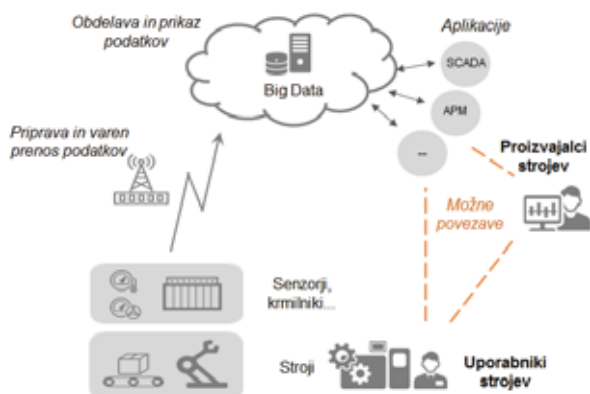 Obdelava in prikaz
podatkov
Aplikacije
SCADA
Big Data
APM
...
Priprava in varen
prenos podatkov
Proizvajalci
strojev
Možne
povezave
Senzorji,
krmilniki...
Stroji
Uporabniki
strojev